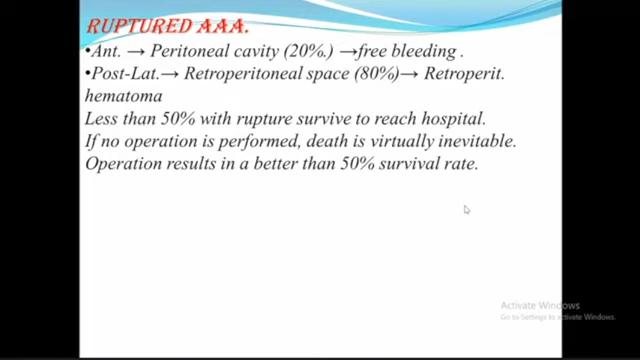 RUPTURED AAA.
•Ant. → Peritoneal cavity (20%.) →free bleeding .
•Post-Lat.→ Retroperitoneal space (80%)→ Retroperit.
hematoma
Less than 50% with rupture survive to reach hospital.
If no operation is performed, death is virtually inevitable.
Operation results in a better than 50% survival rate.
Activate Windows
Go to Settings to activate Windows.